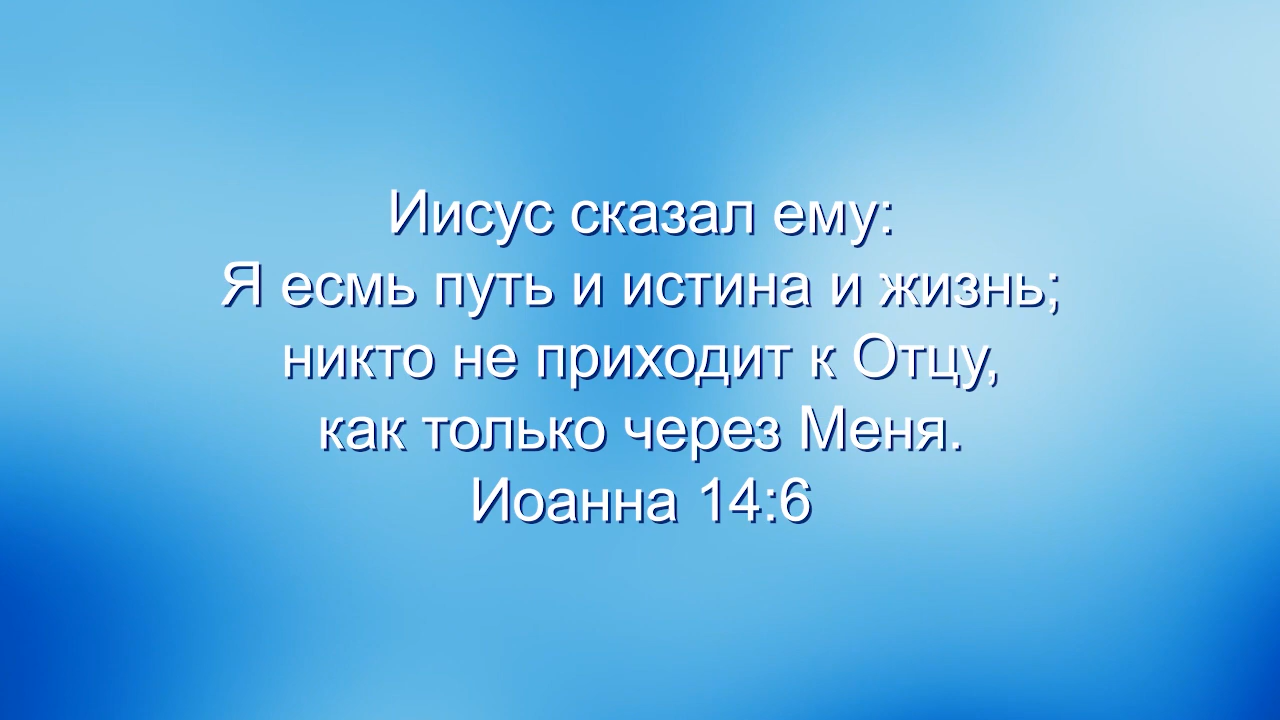 Иисус сказал ему:
Я есмь путь и истина и жизнь;
никто не приходит к Отцу,
как только через Меня.
Иоанна 14:6